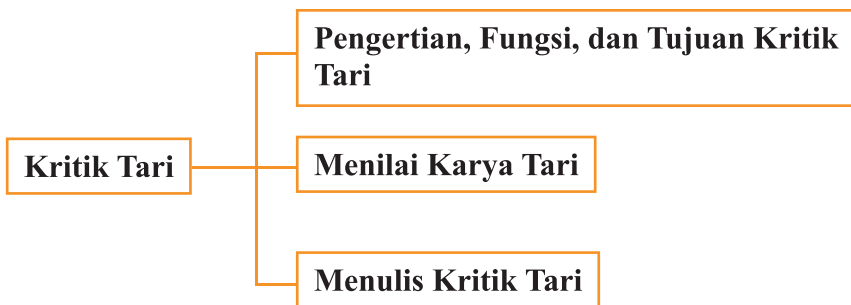 Pengertian, Fungsi, dan Tujuan Kritik
Tari
Kritik Tari
Menilai Karya Tari
Menulis Kritik Tari